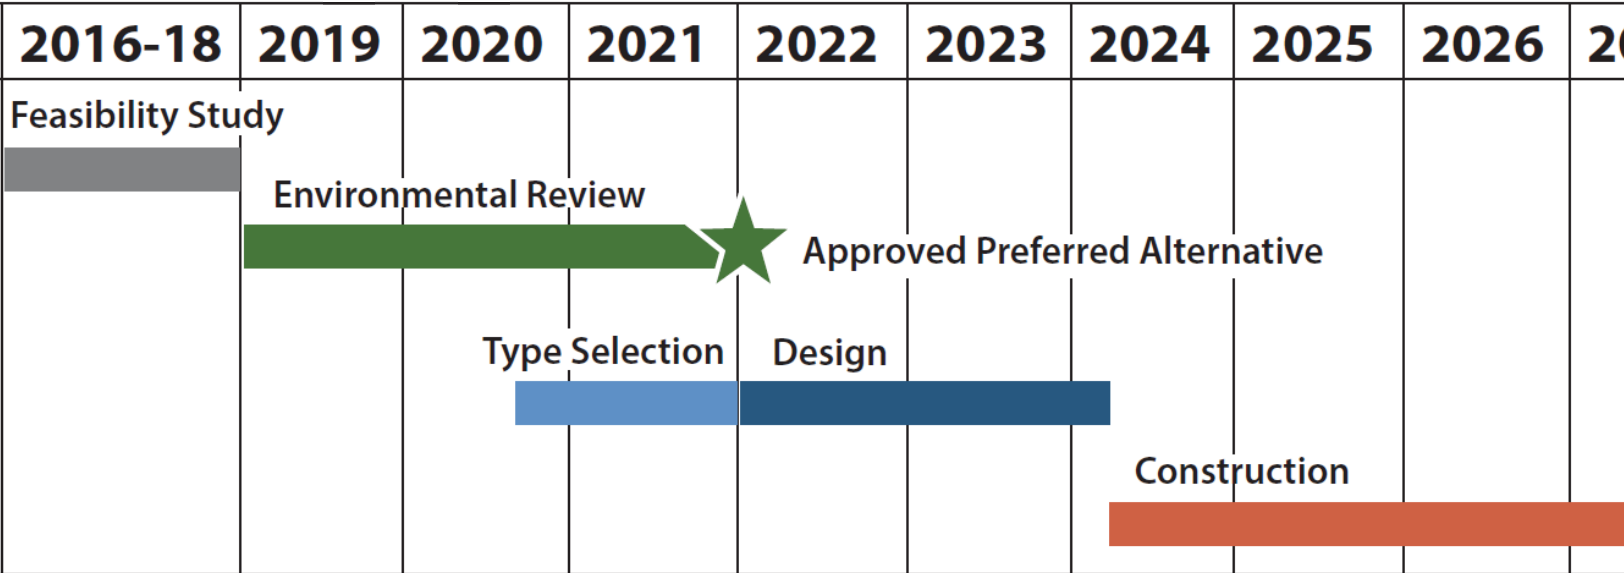 2016-18 2019 2020 2021 2022 2023 2024 2025 2026
Feasibility Study
Environmental Review
Approved Preferred Alternative
Type Selection Design
Construction